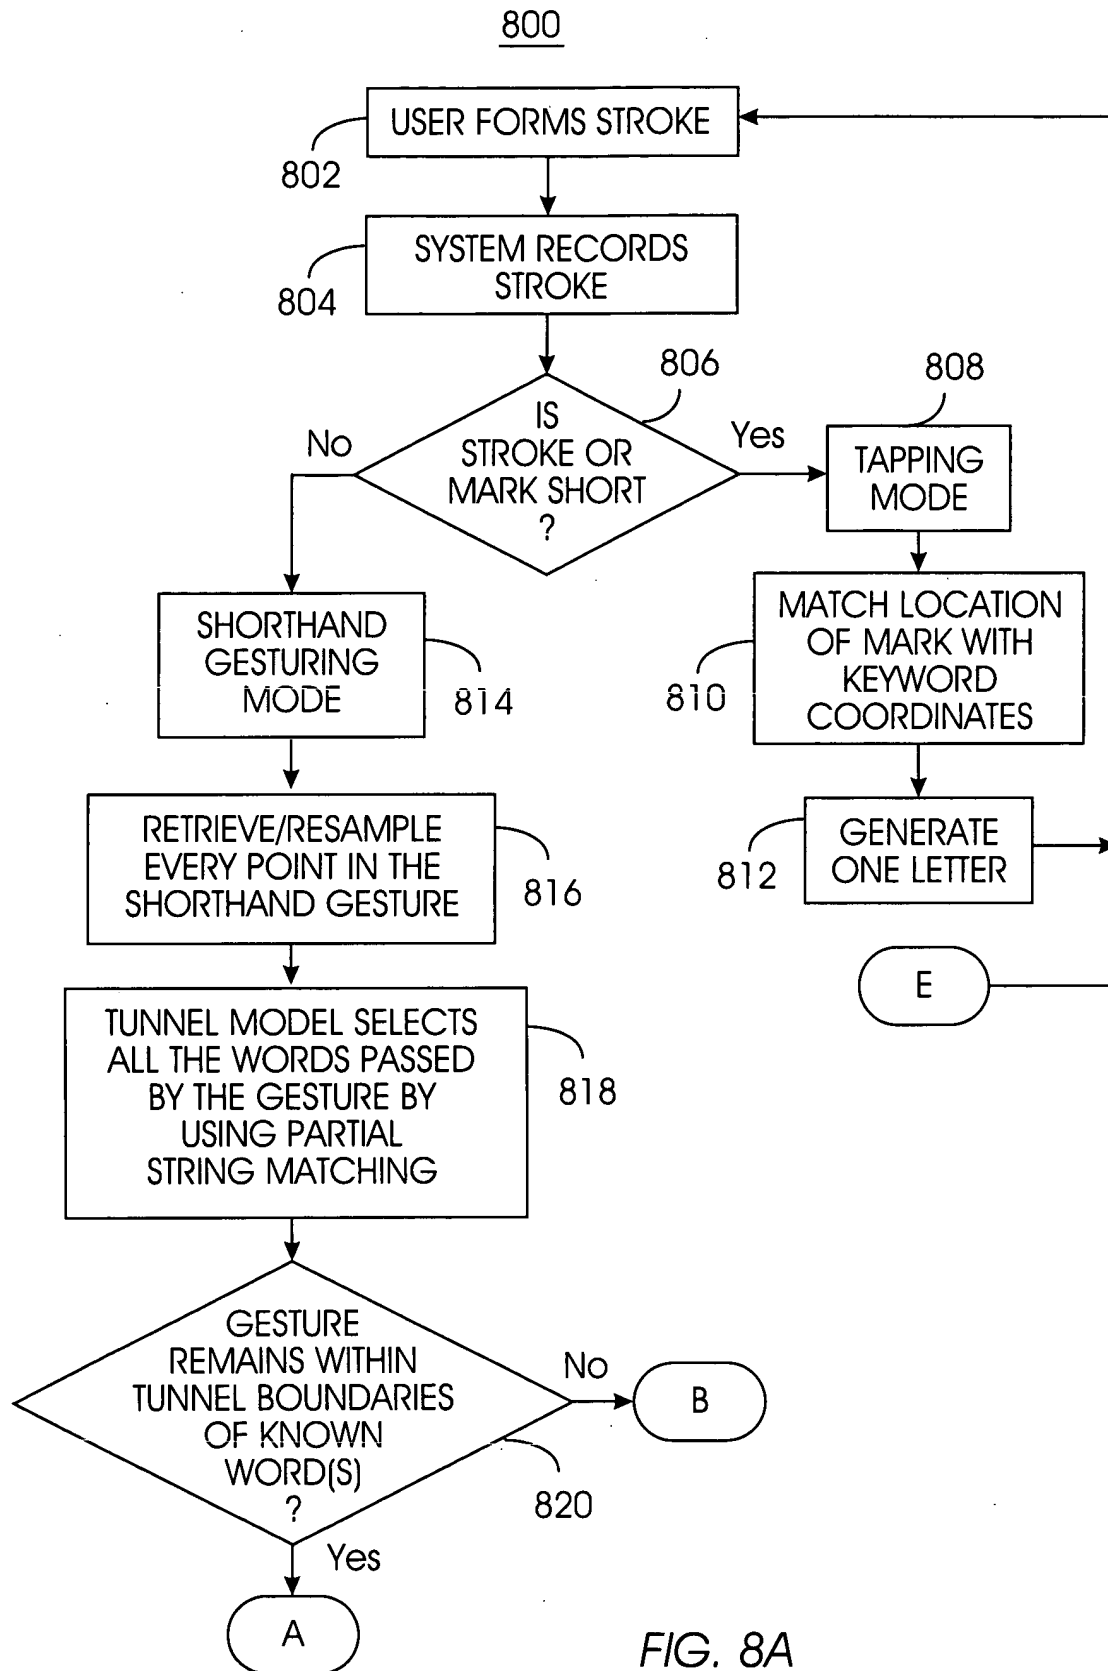 800
USER FORMS STROKE
802
SYSTEM RECORDS
STROKE
804
IS
STROKE OR
MARK SHORT
?
806
No
Yes
808
TAPPING
MODE
MATCH LOCATION
OF MARK WITH
KEYWORD
COORDINATES
810
GENERATE
ONE LETTER
812
E
SHORTHAND
GESTURING
MODE
814
RETRIEVE/RESAMPLE
EVERY POINT IN THE
SHORTHAND GESTURE
816
TUNNEL MODEL SELECTS
ALL THE WORDS PASSED
BY THE GESTURE BY
USING PARTIAL
STRING MATCHING
818
GESTURE
REMAINS WITHIN
TUNNEL BOUNDARIES
OF KNOWN
WORD(S)
?
820
No
B
Yes
A
FIG. 8A